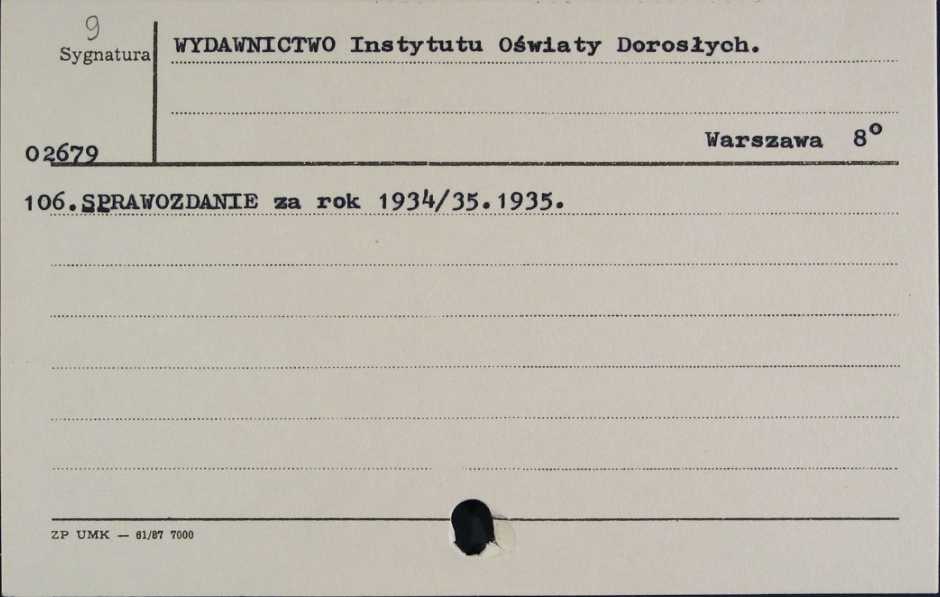 9
Sygnatura
WYDAWNICTWO Instytutu Oświaty Dorosłych.
Warszawa 8°
02679
106.SPRAWOZDANIE za rok 1934/35.1935.
ZP UMK — 61/87 7000